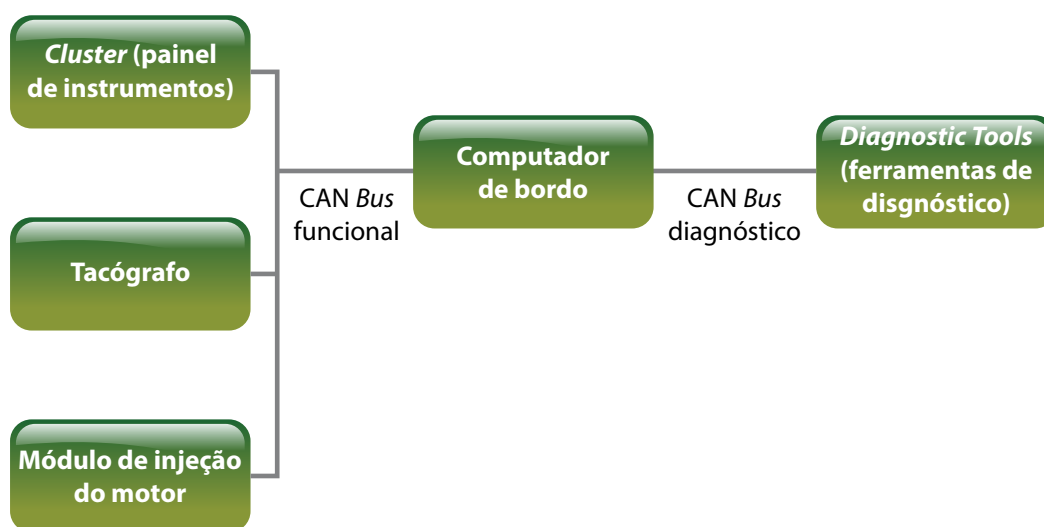 Cluster (painel
de instrumentos)
Tacógrafo
Módulo de injeção
do motor
CAN Bus
funcional
Computador
de bordo
CAN Bus
diagnóstico
Diagnostic Tools
(ferramentas de
disgnóstico)